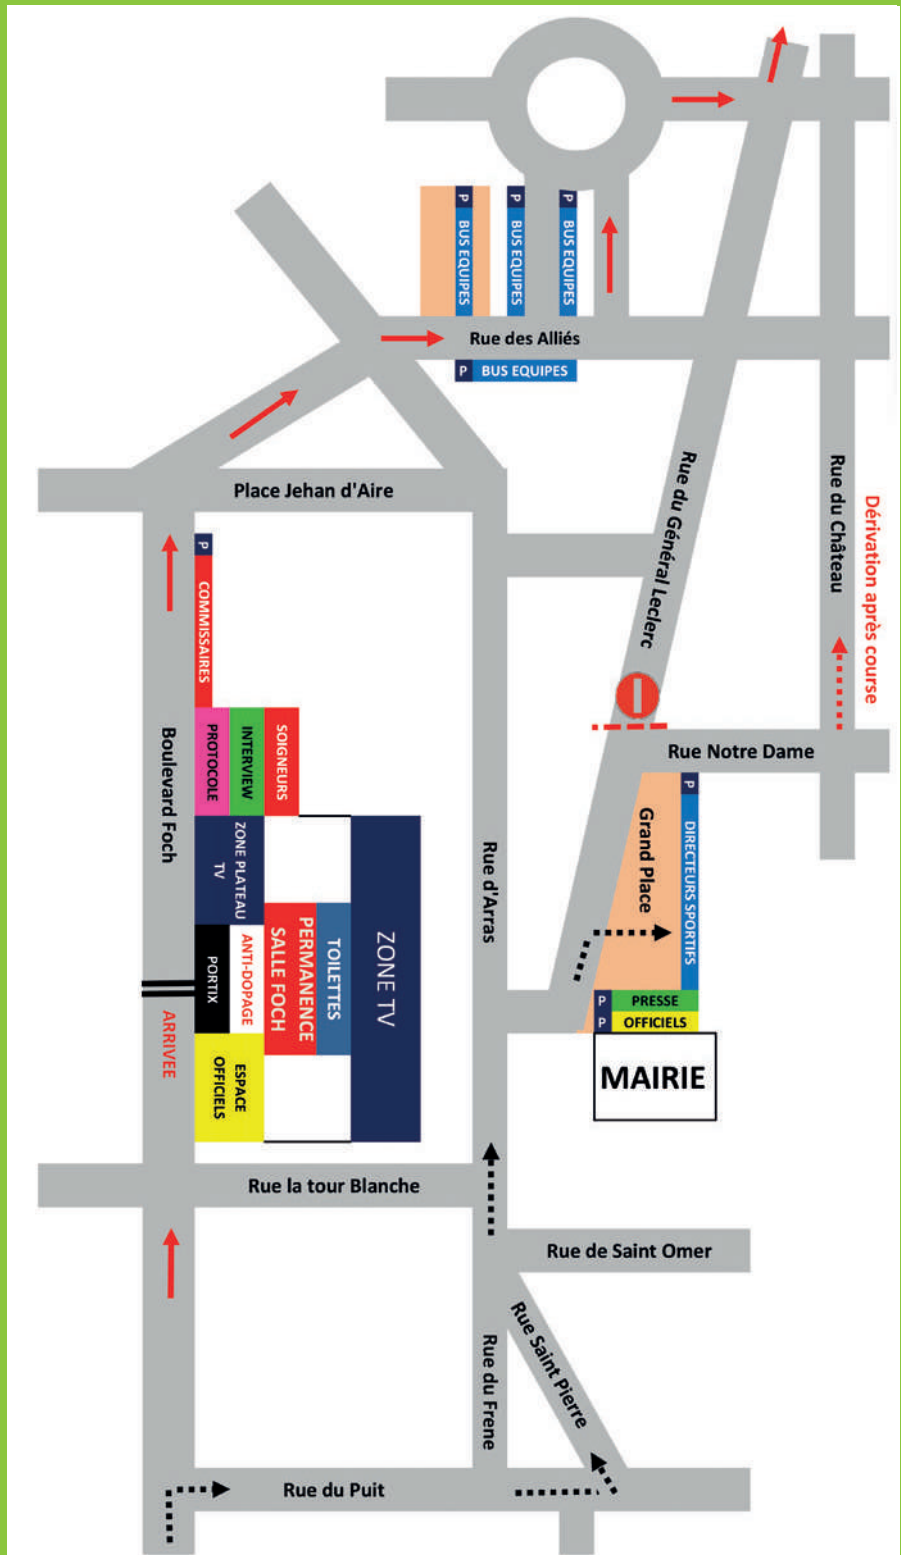 P BUS EQUIPES
P BUS EQUIPES
P BUS EQUIPES
Rue des Alliés
P BUS EQUIPES
Place Jehan d'Aire
Rue du Général Leclerc
Rue du Château
Dérivation après course
P COMMISSAIRES
Boulevard Foch
PROTOCOLE
INTERVIEW
SOIGNEURS
Rue Notre Dame
Grand Place
P DIRECTEURS SPORTIFS
ZONE PLATEAU
TV
Rue d'Arras
ZONE TV
TOILETTES
PERMANENCE
SALLE FOCH
ANTI-DOPAGE
PORTIX
P PRESSE
P OFFICIELS
ARRIVEE
ESPACE
OFFICIELS
MAIRIE
Rue la tour Blanche
Rue de Saint Omer
Rue Saint Pierre
Rue du Frene
Rue du Puit